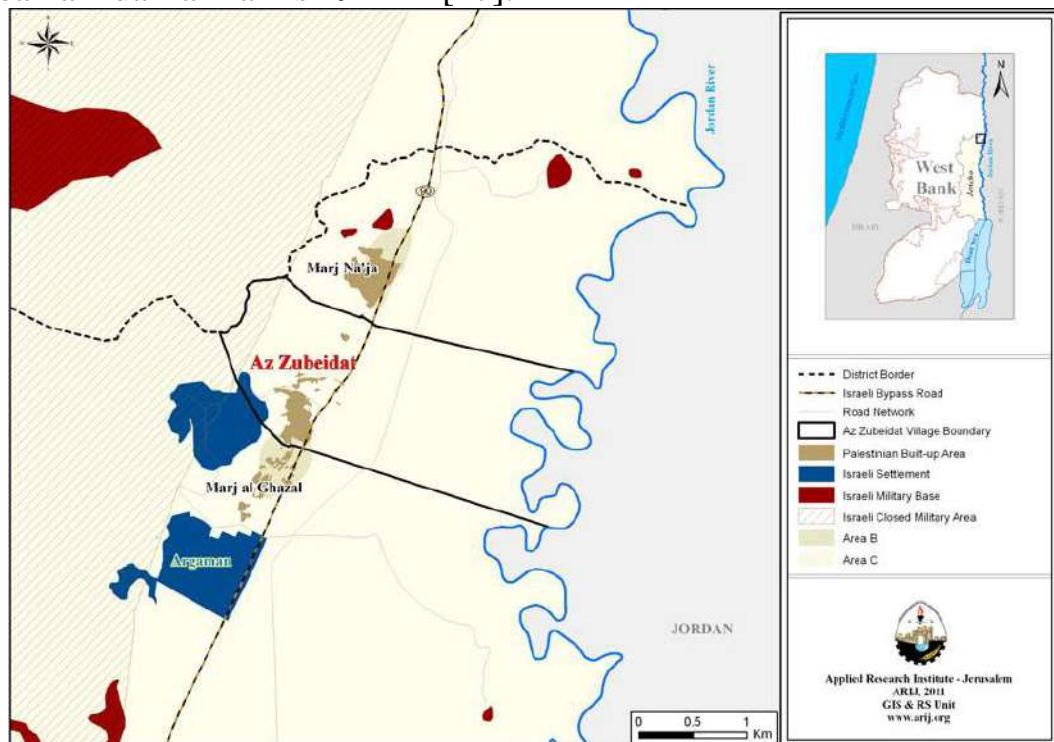 Jordan River
Marj Na'ja
Az Zubeidat
Marj al Ghazal
Argaman
JORDAN
0 0.5 1
Km
N
West
Bank
Jericho
Dead Sea
District Border
Israeli Bypass Road
Road Network
Az Zubeidat Village Boundary
Palestinian Built-up Area
Israeli Settlement
Israeli Military Base
Israeli Closed Military Area
Area B
Area C
Applied Research Institute - Jerusalem
ARIJ, 2011
GIS & RS Unit
www.arij.org